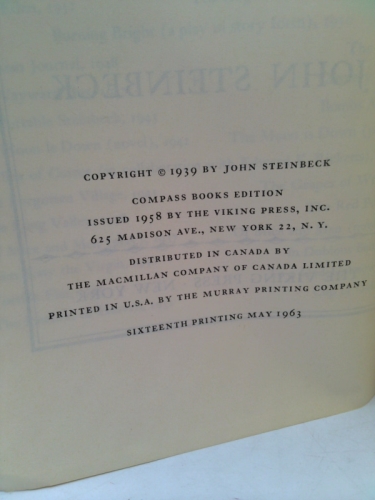 COPYRIGHT © 1939 BY JOHN STEINBECK
COMPASS BOOKS EDITION
ISSUED 1958 BY THE VIKING PRESS, INC.
625 MADISON AVE., NEW YORK 22, N. Y.
DISTRIBUTED IN CANADA BY
THE MACMILLAN COMPANY OF CANADA LIMITED
PRINTED IN U.S.A. BY THE MURRAY PRINTING COMPANY
SIXTEENTH PRINTING MAY 1963